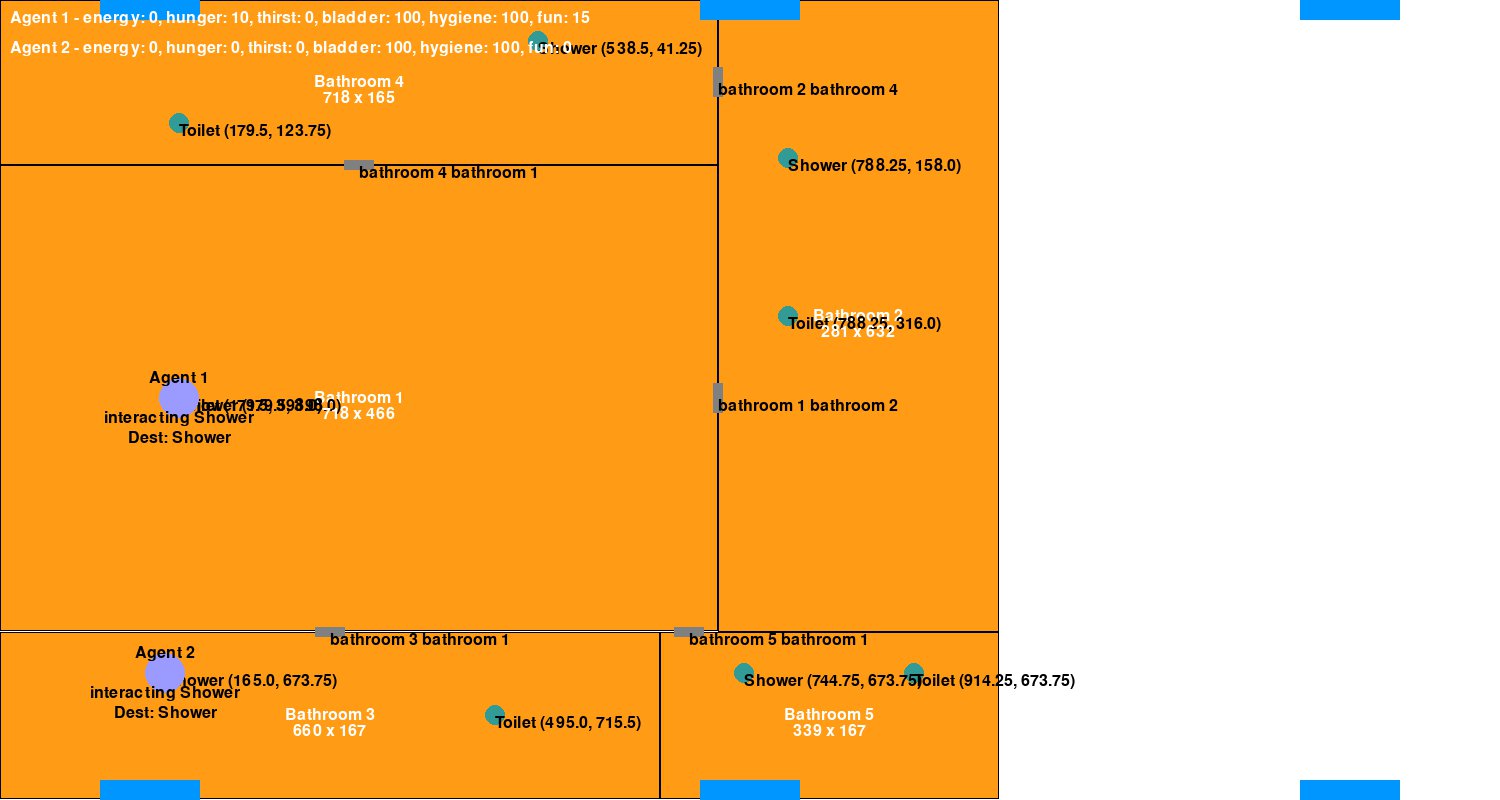 Agent 1 - energy: 0, hunger: 10, thirst: 0, bladder: 100, hygiene: 100, fun: 15
Agent 2 - energy: 0, hunger: 0, thirst: 0, bladder: 100, hygiene: 100, fun: 0
Shower (538.5, 41.25)
Bathroom 4
718 x 165
bathroom 2 bathroom 4
Toilet (179.5, 123.75)
Shower (788.25, 158.0)
bathroom 4 bathroom 1
Bathroom 2
Toilet (788.25, 316.0)
281 x 632
Agent 1
Bathroom 1
718 x 466
bathroom 1 bathroom 2
interacting Shower
Dest: Shower
bathroom 3 bathroom 1
bathroom 5 bathroom 1
Agent 2
(165.0, 673.75)
Shower (744.75, 673.75)
Toilet (914.25, 673.75)
interacting Shower
Dest: Shower
Bathroom 3
660 x 167
Toilet (495.0, 715.5)
Bathroom 5
339 x 167